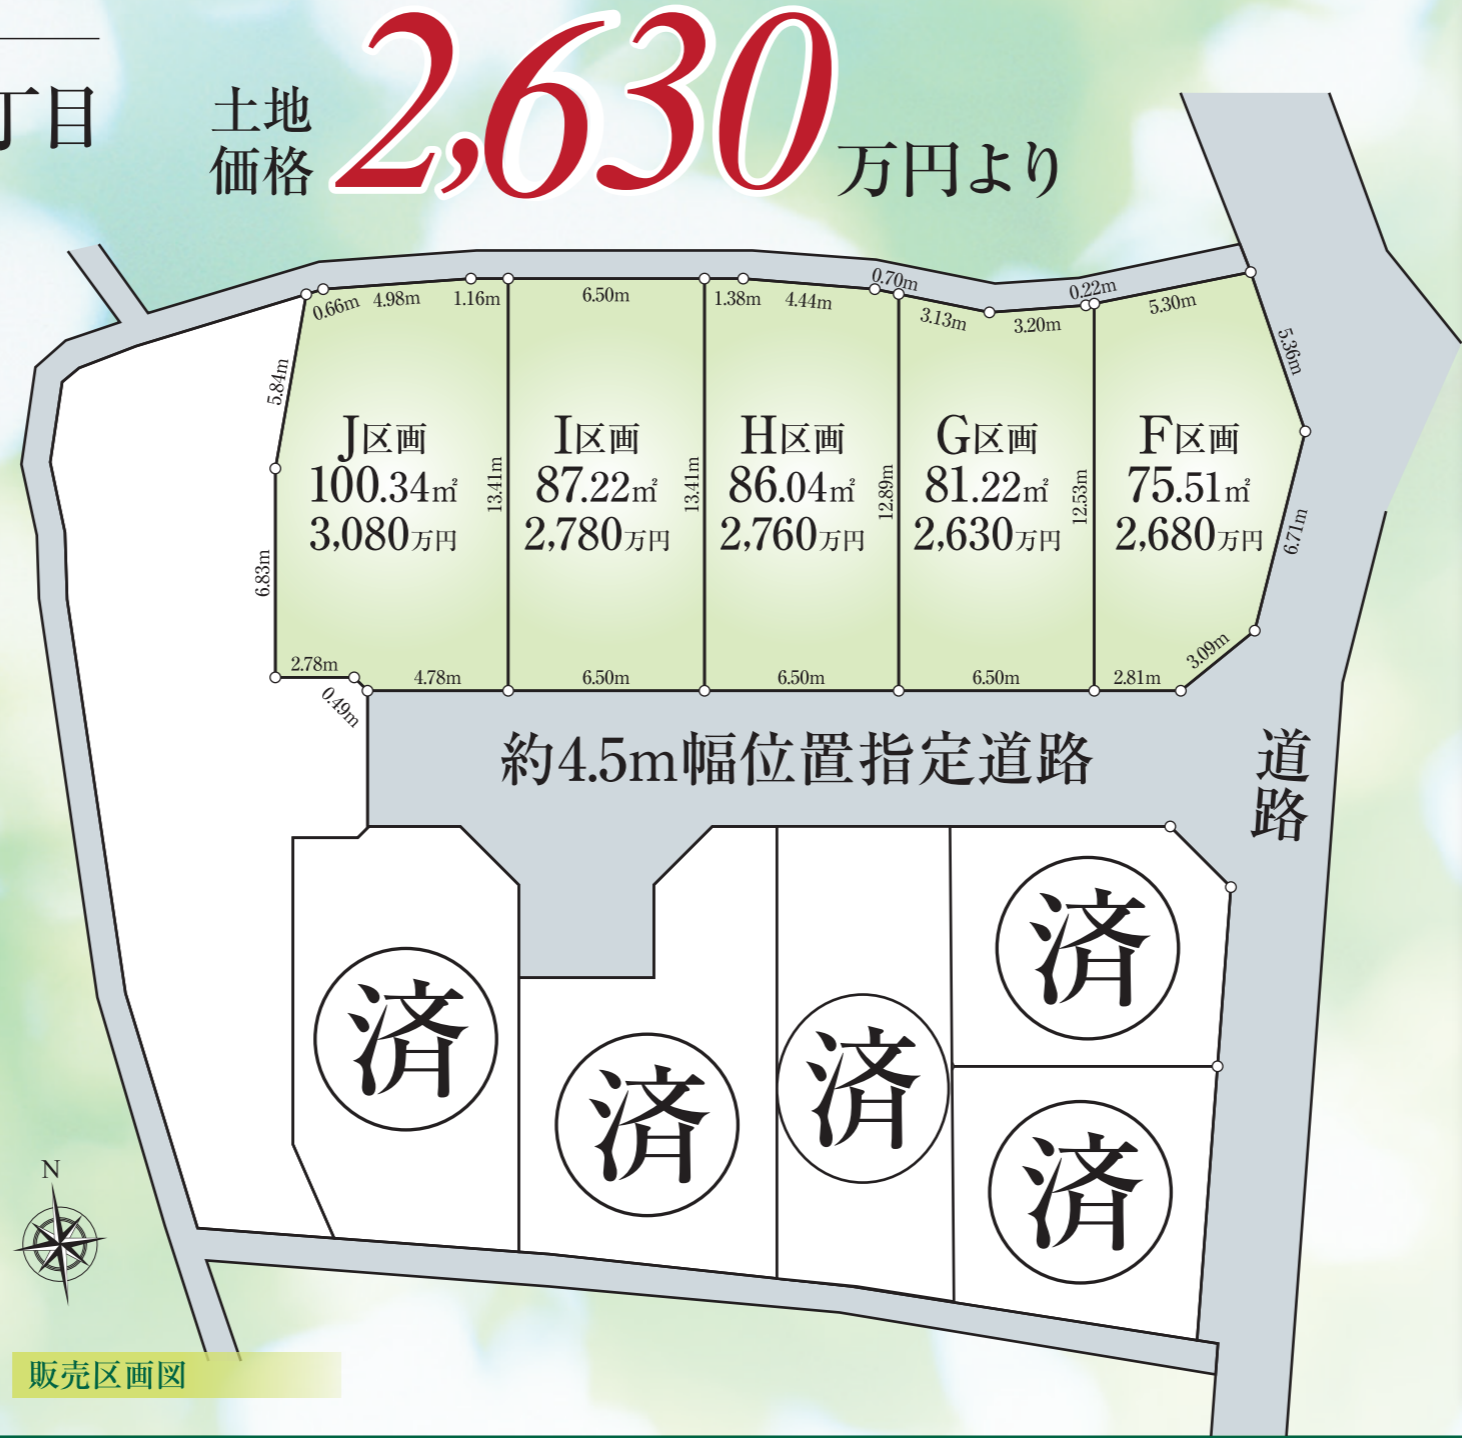 丁目
土地
価格
2,630万円より
0.66m
4.98m
1.16m
6.50m
1.38m
4.44m
0.70m
3.13m
3.20m
0.22m
5.30m
5.36m
5.84m
J区画
100.34㎡
3,080万円
13.41m
I区画
87.22㎡
2,780万円
13.41m
H区画
86.04㎡
2,760万円
12.89m
G区画
81.22㎡
2,630万円
12.53m
F区画
75.51㎡
2,680万円
6.71m
6.83m
2.78m
0.49m
4.78m
6.50m
6.50m
6.50m
2.81m
3.09m
約4.5m幅位置指定道路
道路
済
済
済
済
済
N
販売区画図